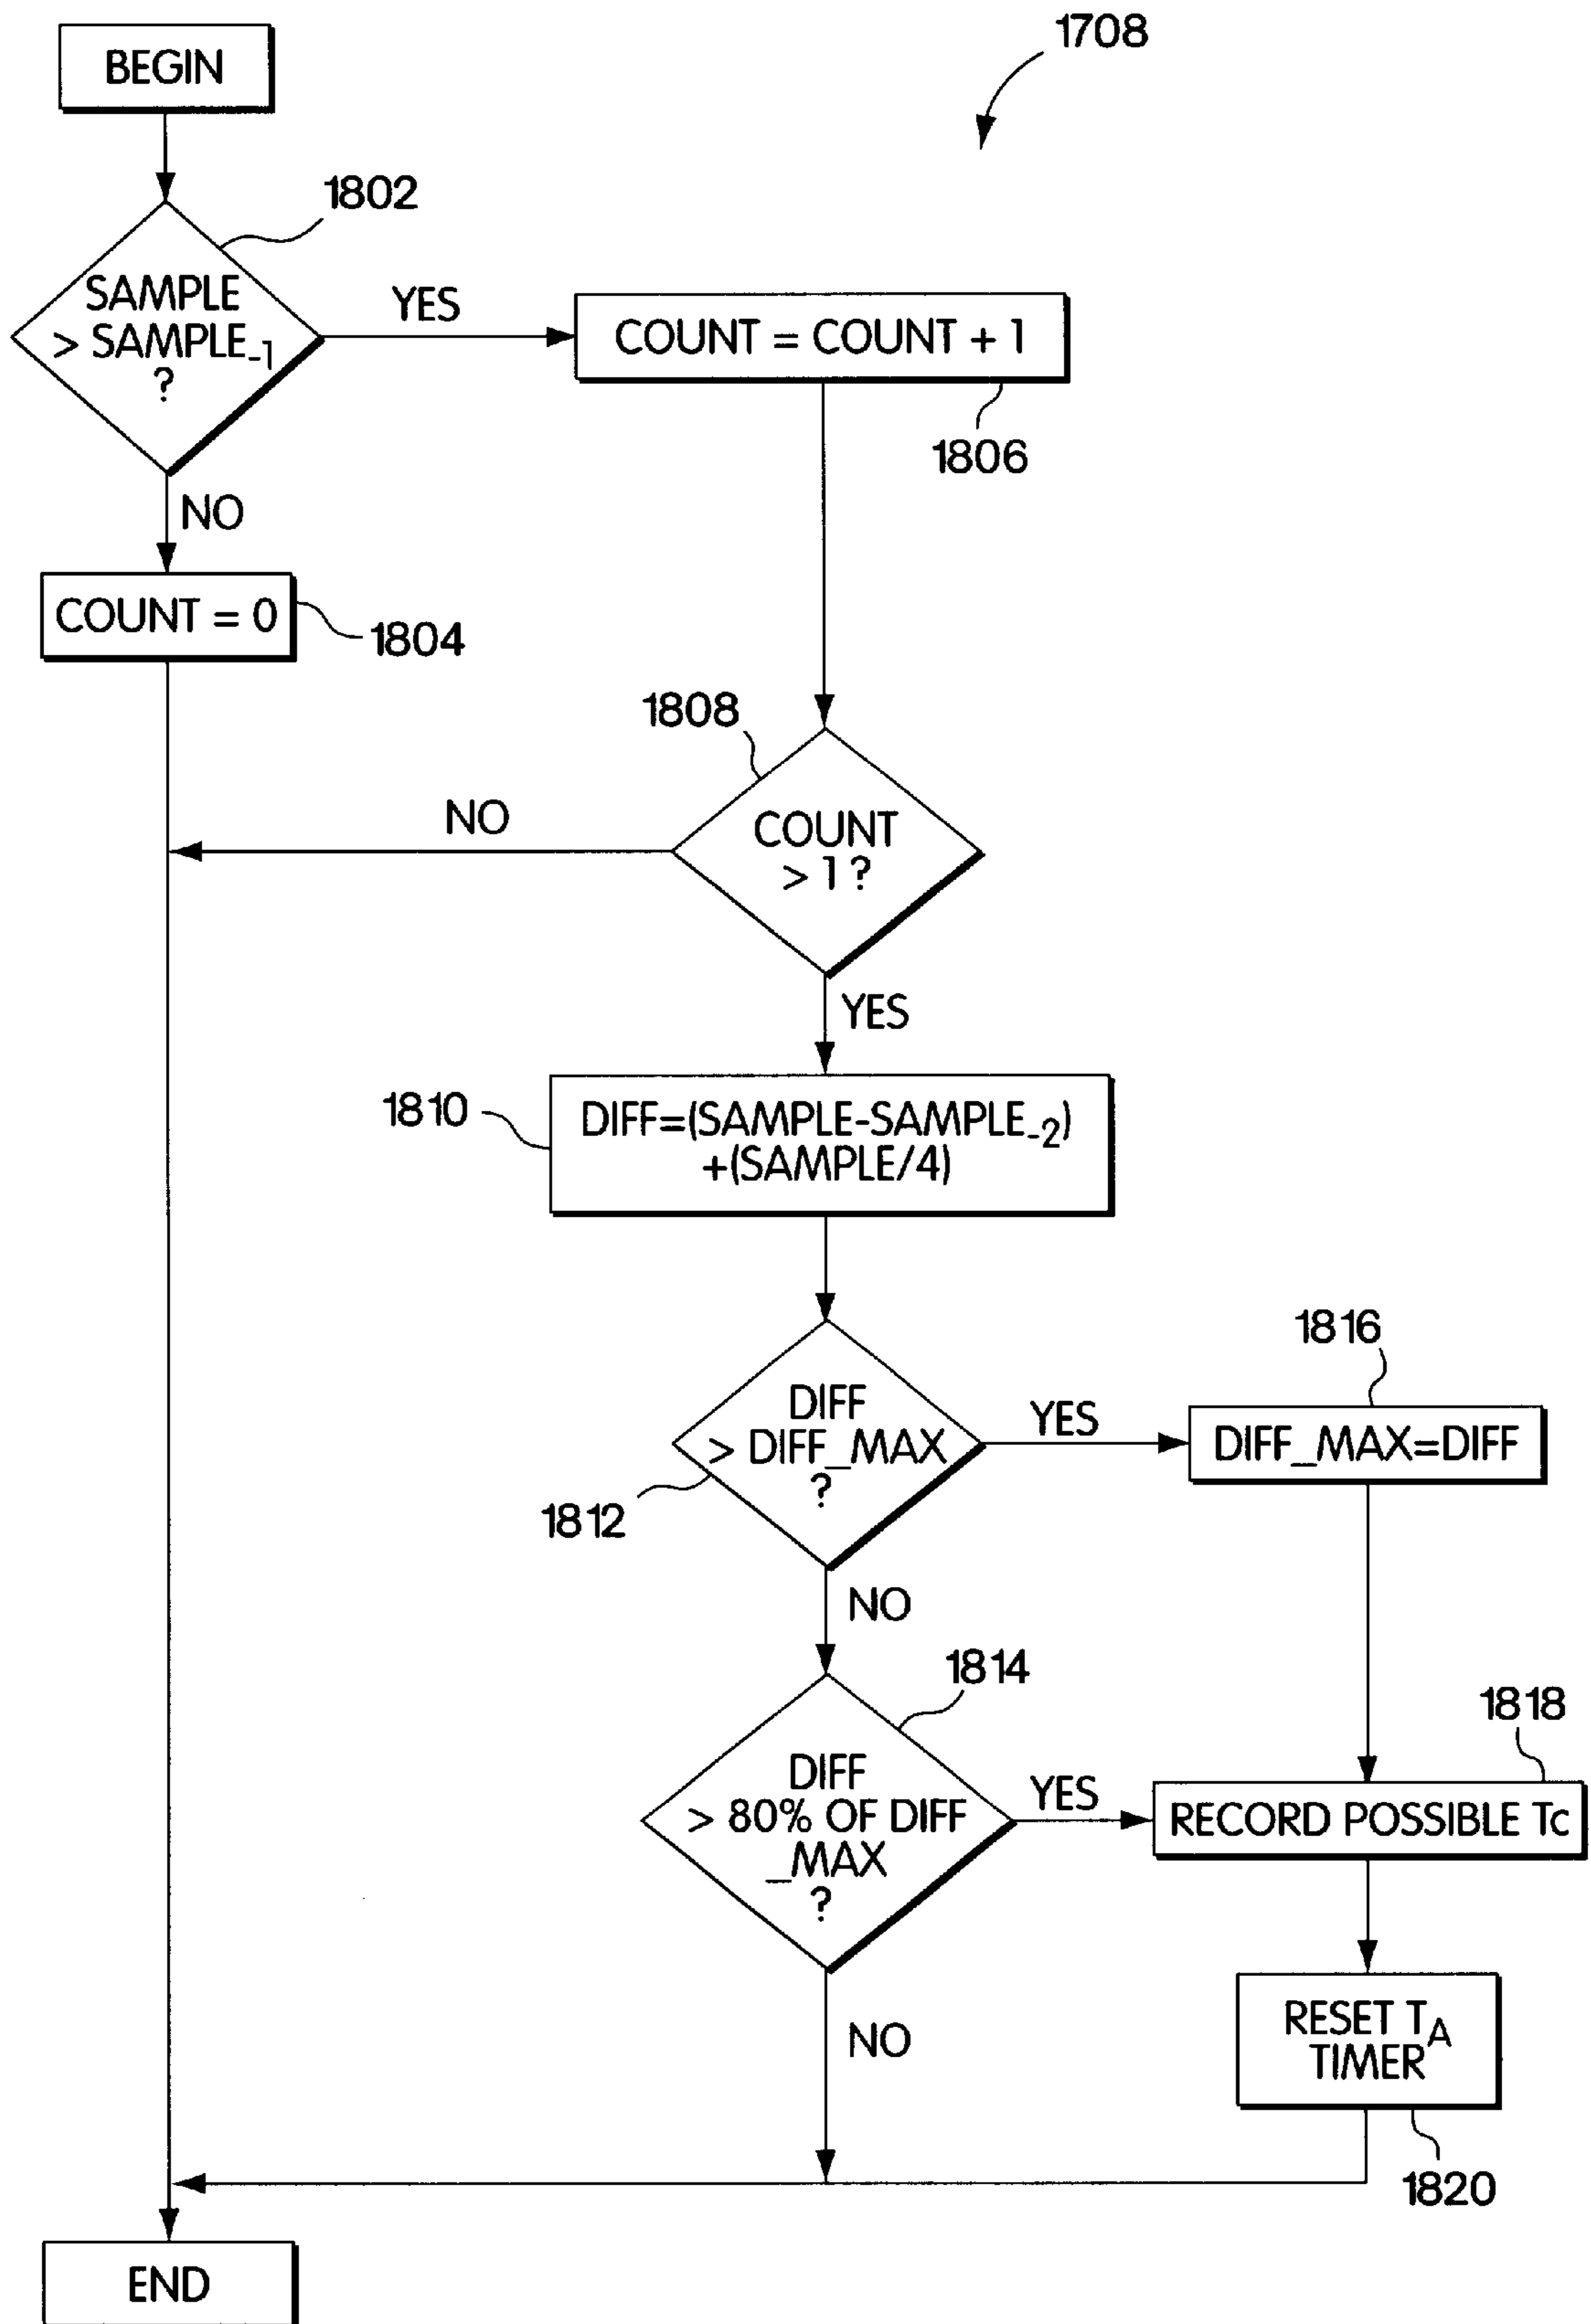 1708
BEGIN
1802
SAMPLE
> SAMPLE-1
?
YES
COUNT = COUNT + 1
1806
NO
COUNT = 0
1804
1808
COUNT
> 1 ?
NO
YES
1810
DIFF=(SAMPLE-SAMPLE-2)
+(SAMPLE/4)
DIFF
> DIFF_MAX
?
1812
YES
1816
DIFF_MAX=DIFF
NO
1814
DIFF
> 80% OF DIFF
_MAX
?
YES
1818
RECORD POSSIBLE Tc
NO
RESET TA
TIMER
1820
END